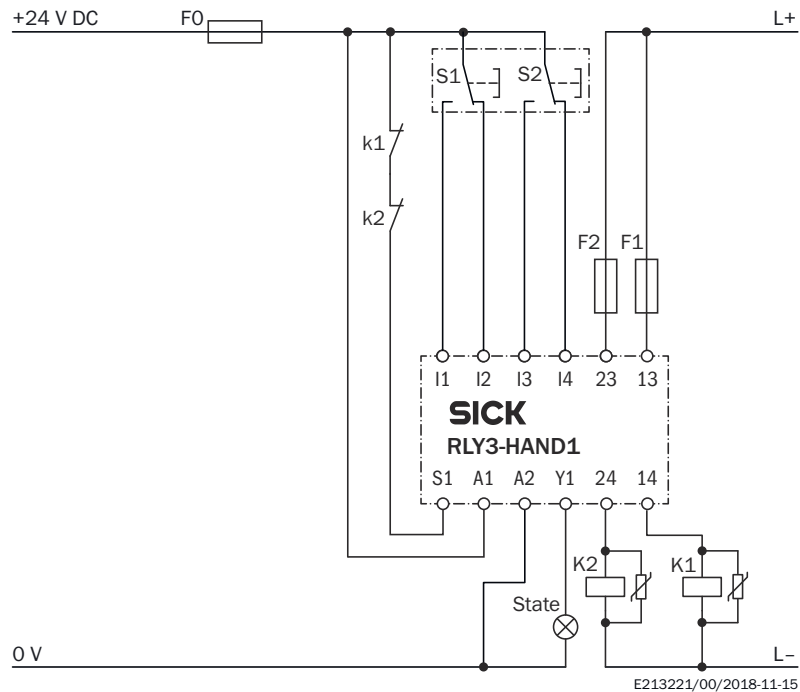 +24 V DC F0 L+
S1 S2
k1
k2
F2 F1
I1 I2 I3 I4 23 13
SICK
RLY3-HAND1
S1 A1 A2 Y1 24 14
K2 K1
State
0 V L–
E213221/00/2018-11-15